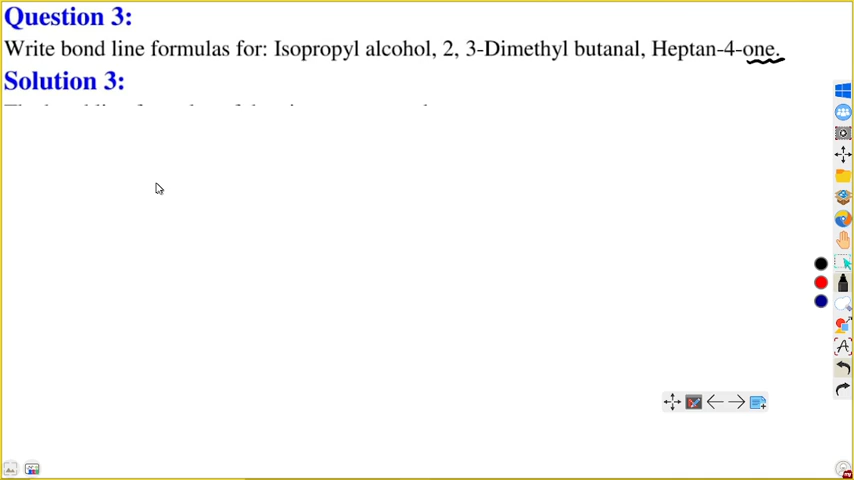 Question 3:
Write bond line formulas for: Isopropyl alcohol, 2, 3-Dimethyl butanal, Heptan-4-one.
Solution 3: